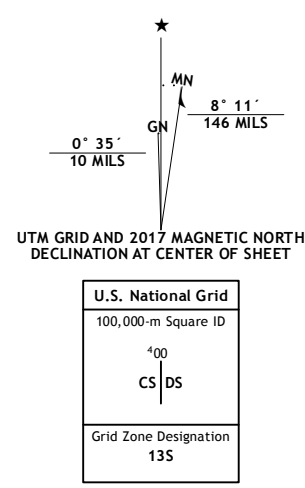 MN
GN
8° 11´
146 MILS
0° 35´
10 MILS
UTM GRID AND 2017 MAGNETIC NORTH
DECLINATION AT CENTER OF SHEET
U.S. National Grid
100,000-m Square ID
⁴00
CS DS
Grid Zone Designation
13S